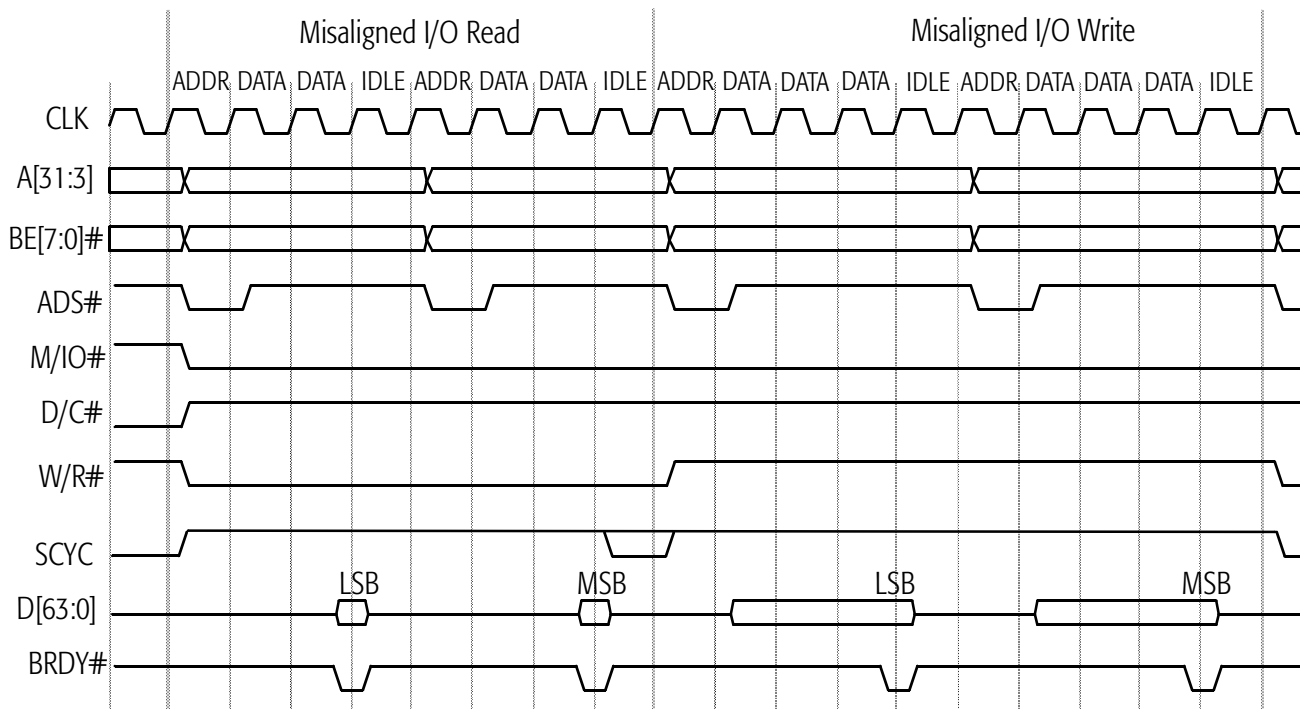 Misaligned I/O Read
Misaligned I/O Write
ADDR DATA DATA IDLE ADDR DATA DATA IDLE ADDR DATA DATA DATA IDLE ADDR DATA DATA DATA IDLE
CLK
A[31:3]
BE[7:0]#
ADS#
M/IO#
D/C#
W/R#
SCYC
LSB MSB LSB MSB
D[63:0]
BRDY#